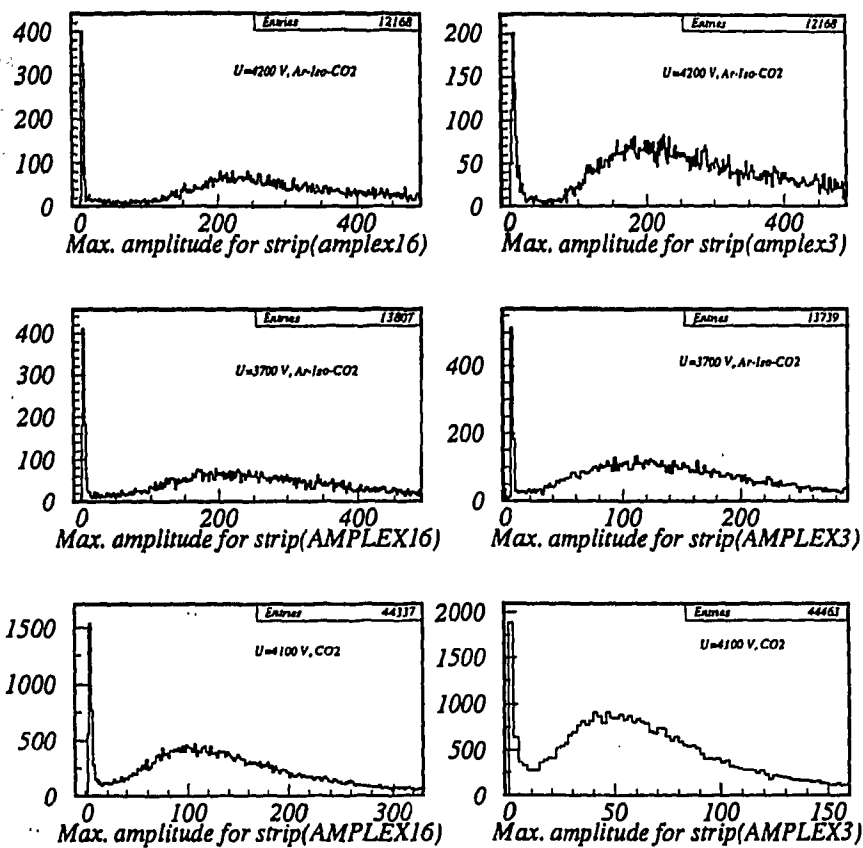 Entries 12168
U=4200 V, Ar-Iso-CO2
400
300
200
100
0
0 200 400
Max. amplitude for strip(amplex16)
Entries 12168
U=4200 V, Ar-Iso-CO2
200
150
100
50
0
0 200 400
Max. amplitude for strip(amplex3)
Entries 13807
U=3700 V, Ar-Iso-CO2
400
300
200
100
0
0 200 400
Max. amplitude for strip(AMPLEX16)
Entries 13739
U=3700 V, Ar-Iso-CO2
400
200
0
0 100 200
Max. amplitude for strip(AMPLEX3)
Entries 44337
U=4100 V, CO2
1500
1000
500
0
0 100 200 300
Max. amplitude for strip(AMPLEX16)
Entries 44463
U=4100 V, CO2
2000
1500
1000
500
0
0 50 100 150
Max. amplitude for strip(AMPLEX3)